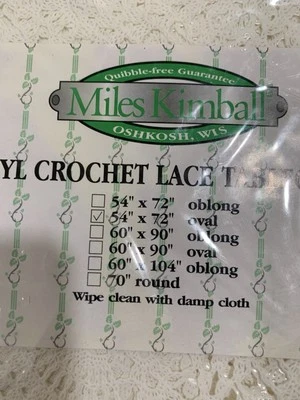 Quibble-free Guarantee
Miles Kimball
OSHKOSH, WIS.
YL CROCHET LACE
54" x 72" oblong
54" x 72" oval
60" x 90" oblong
60" x 90" oval
60" x 104" oblong
70" round
Wipe clean with damp cloth